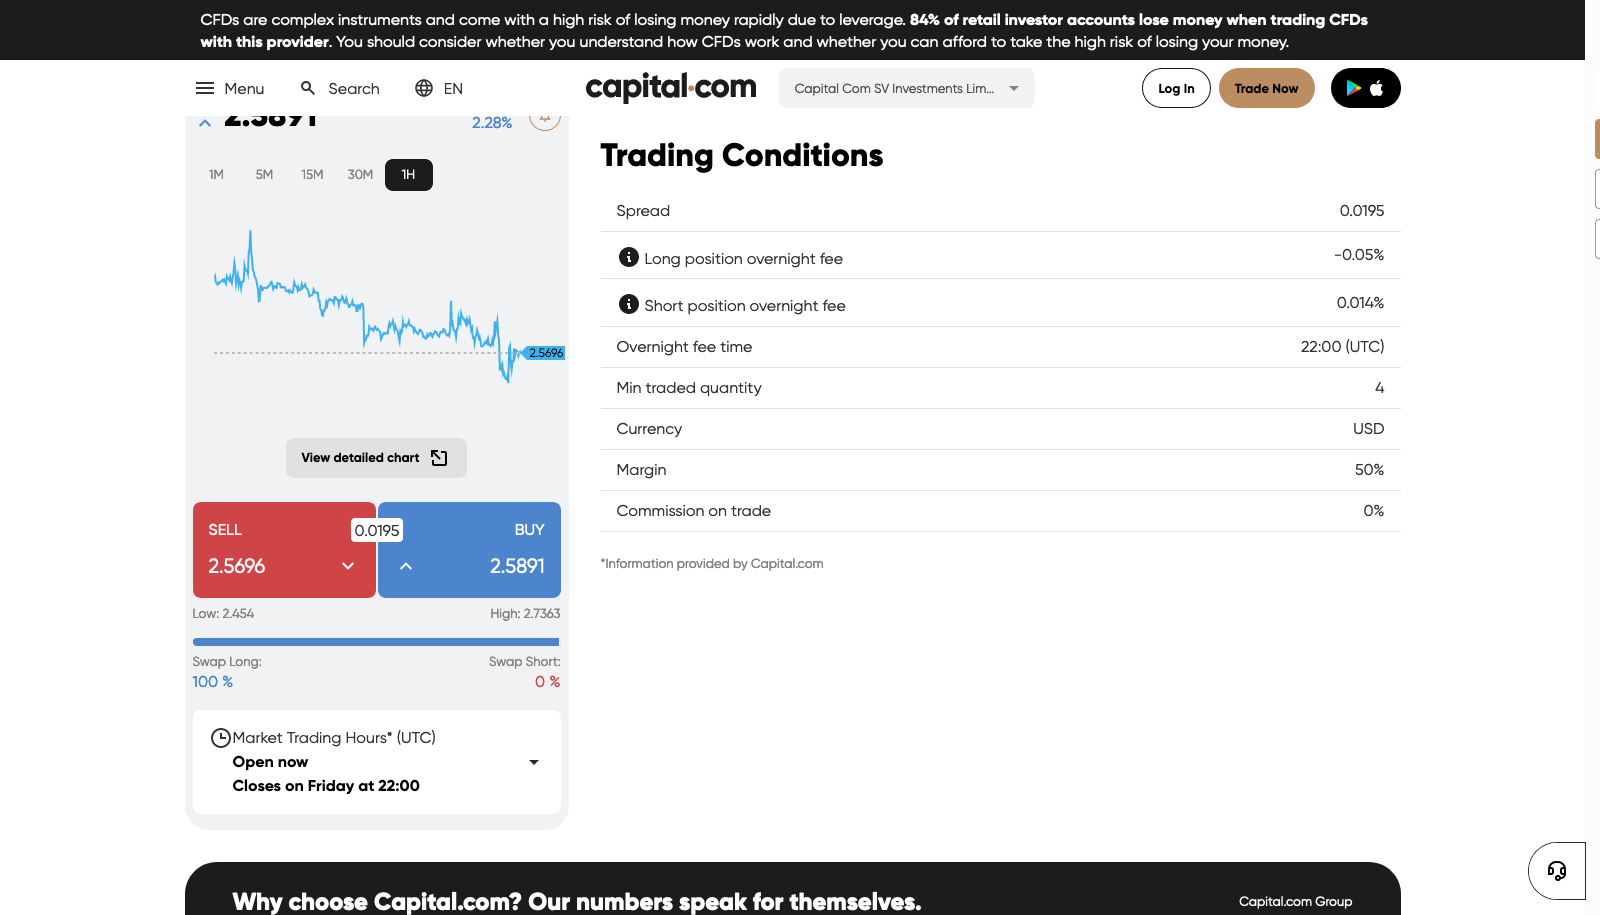 CFDs are complex instruments and come with a high risk of losing money rapidly due to leverage. 84% of retail investor accounts lose money when trading CFDs
with this provider. You should consider whether you understand how CFDs work and whether you can afford to take the high risk of losing your money.
Menu
Search
EN
capital.com
Capital Com SV Investments Lim...
Log In
Trade Now
2.5891
2.28%
1M
5M
15M
30M
1H
2.5696
View detailed chart
SELL
0.0195
BUY
2.5696
2.5891
Low: 2.454
High: 2.7363
Swap Long:
Swap Short:
100 %
0 %
Market Trading Hours* (UTC)
Open now
Closes on Friday at 22:00
Trading Conditions
Spread
0.0195
Long position overnight fee
-0.05%
Short position overnight fee
0.014%
Overnight fee time
22:00 (UTC)
Min traded quantity
4
Currency
USD
Margin
50%
Commission on trade
0%
*Information provided by Capital.com
Why choose Capital.com? Our numbers speak for themselves.
Capital.com Group